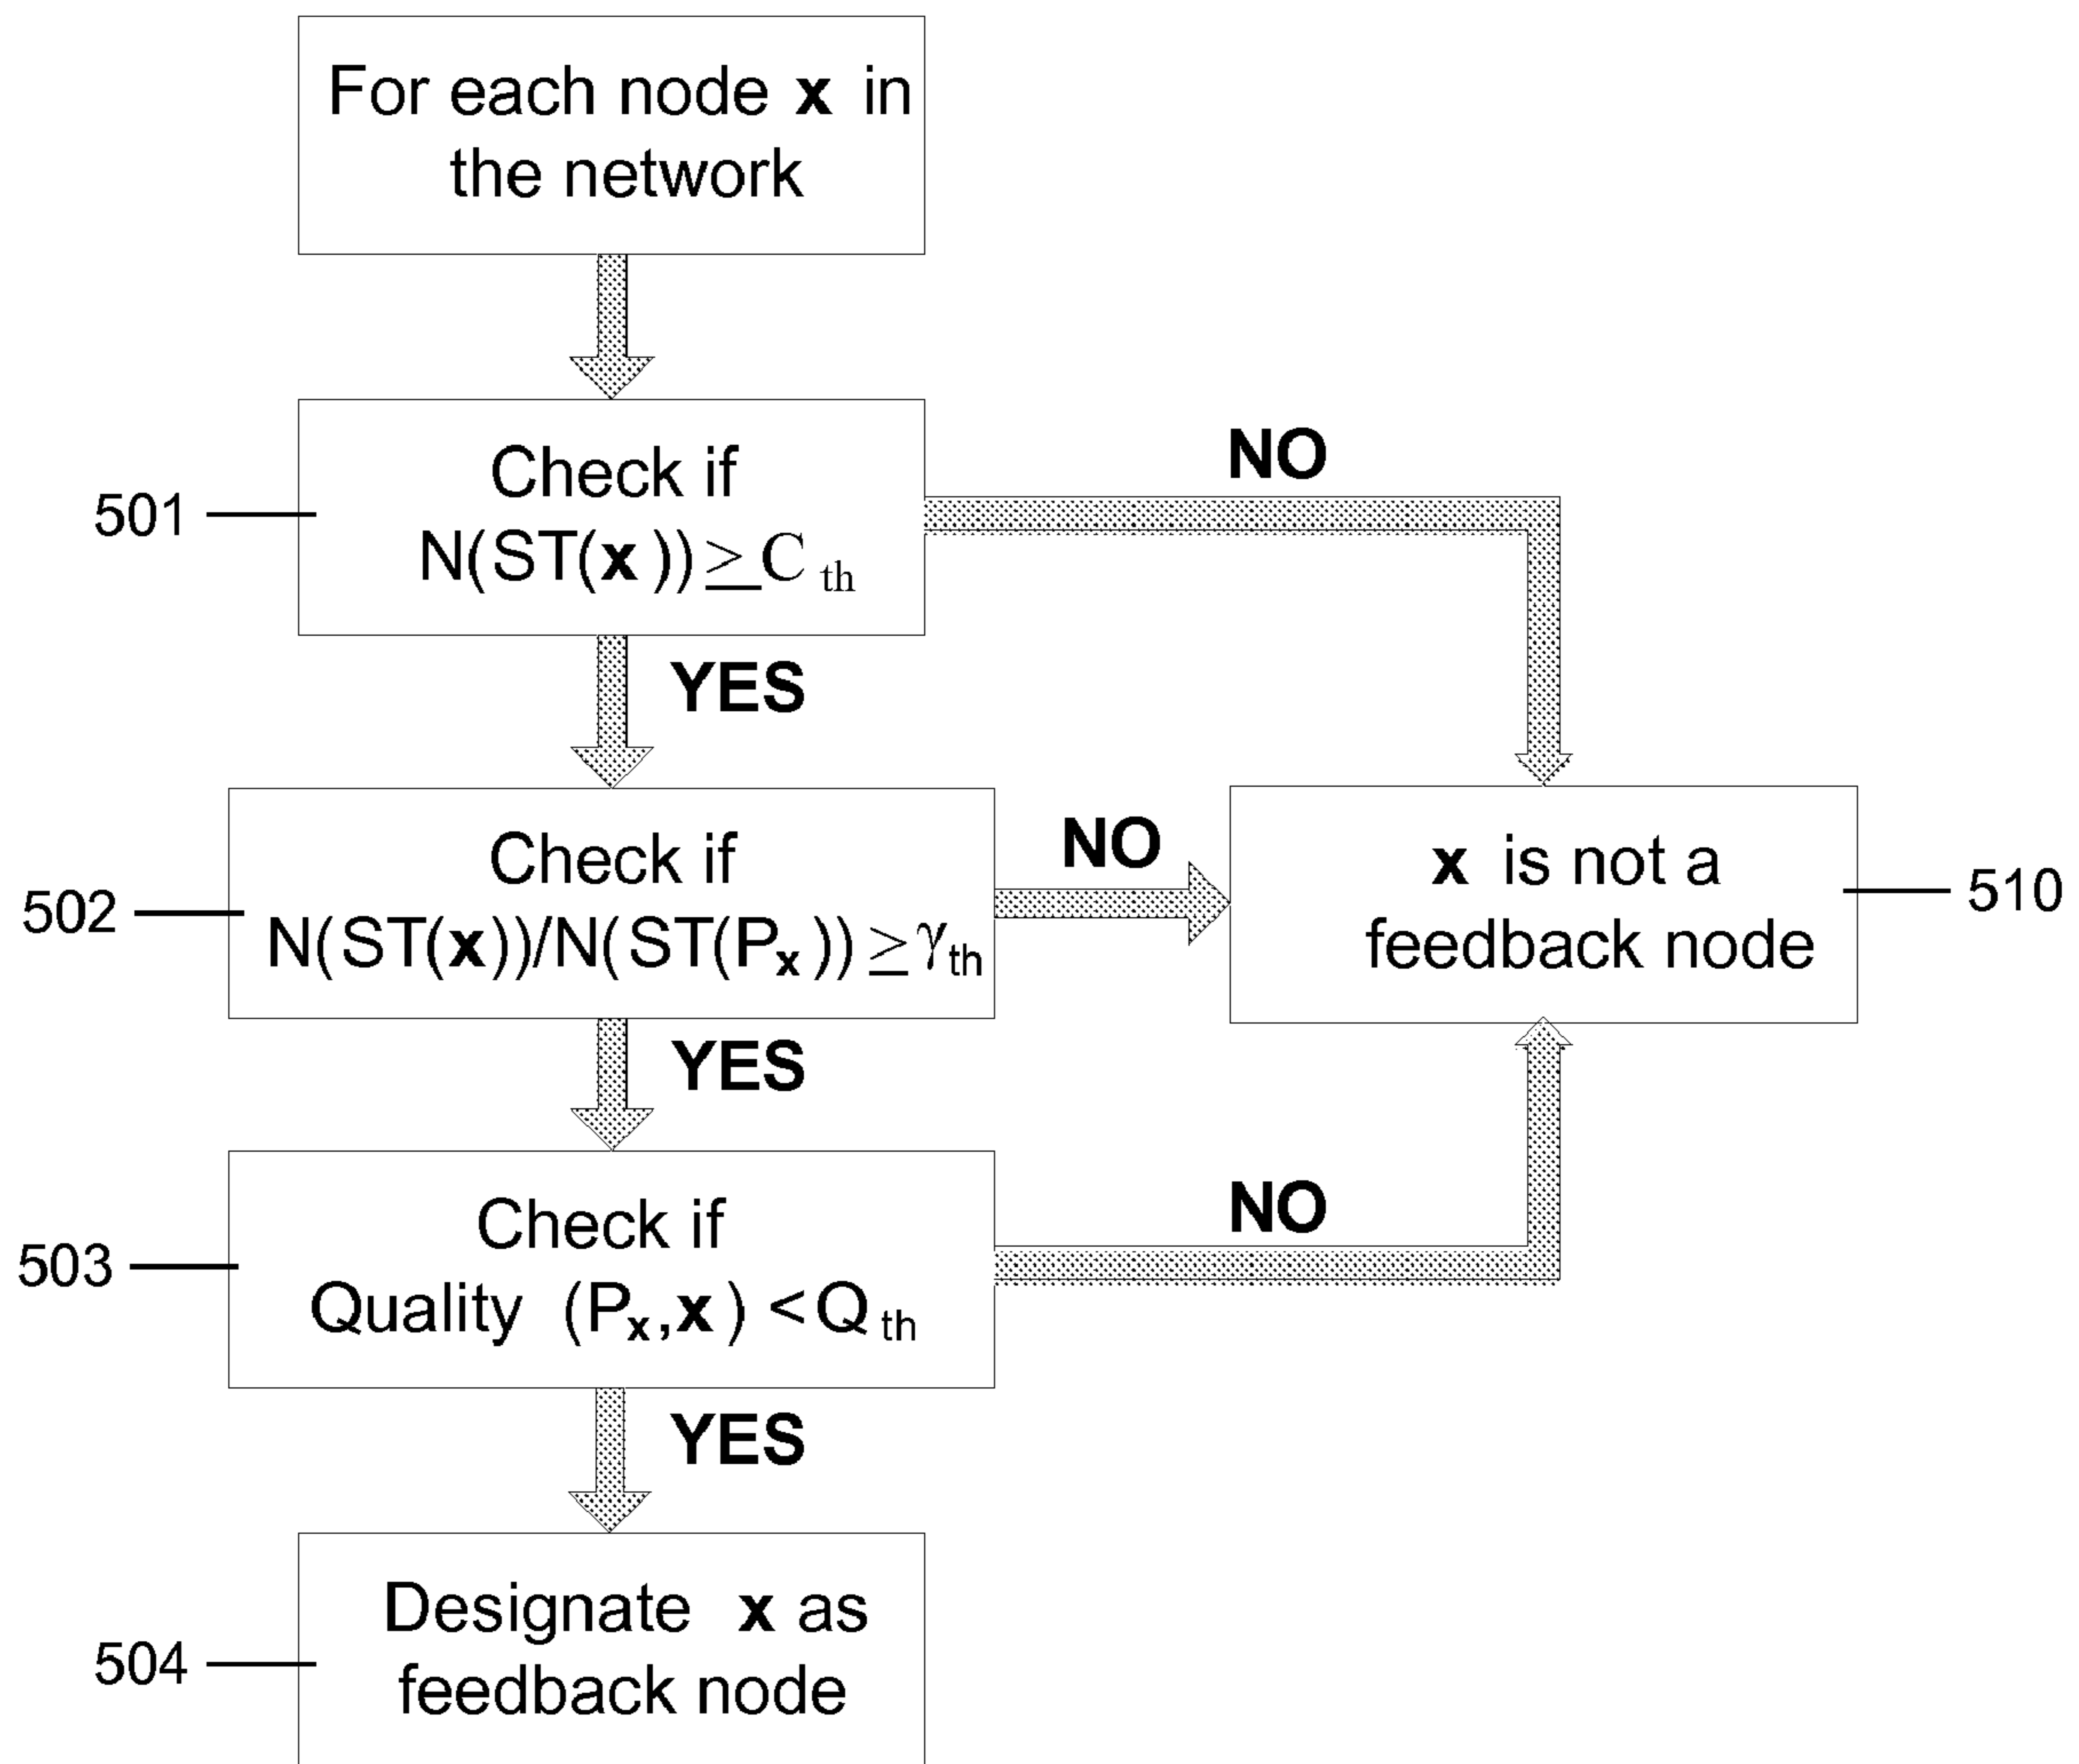 For each node x in
the network
Check if
N(ST(x)) ≥ C th
501
NO
YES
Check if
N(ST(x))/N(ST(Px)) ≥ γth
502
NO
x is not a
feedback node
510
YES
Check if
Quality (Px,x) < Q th
503
NO
YES
Designate x as
feedback node
504